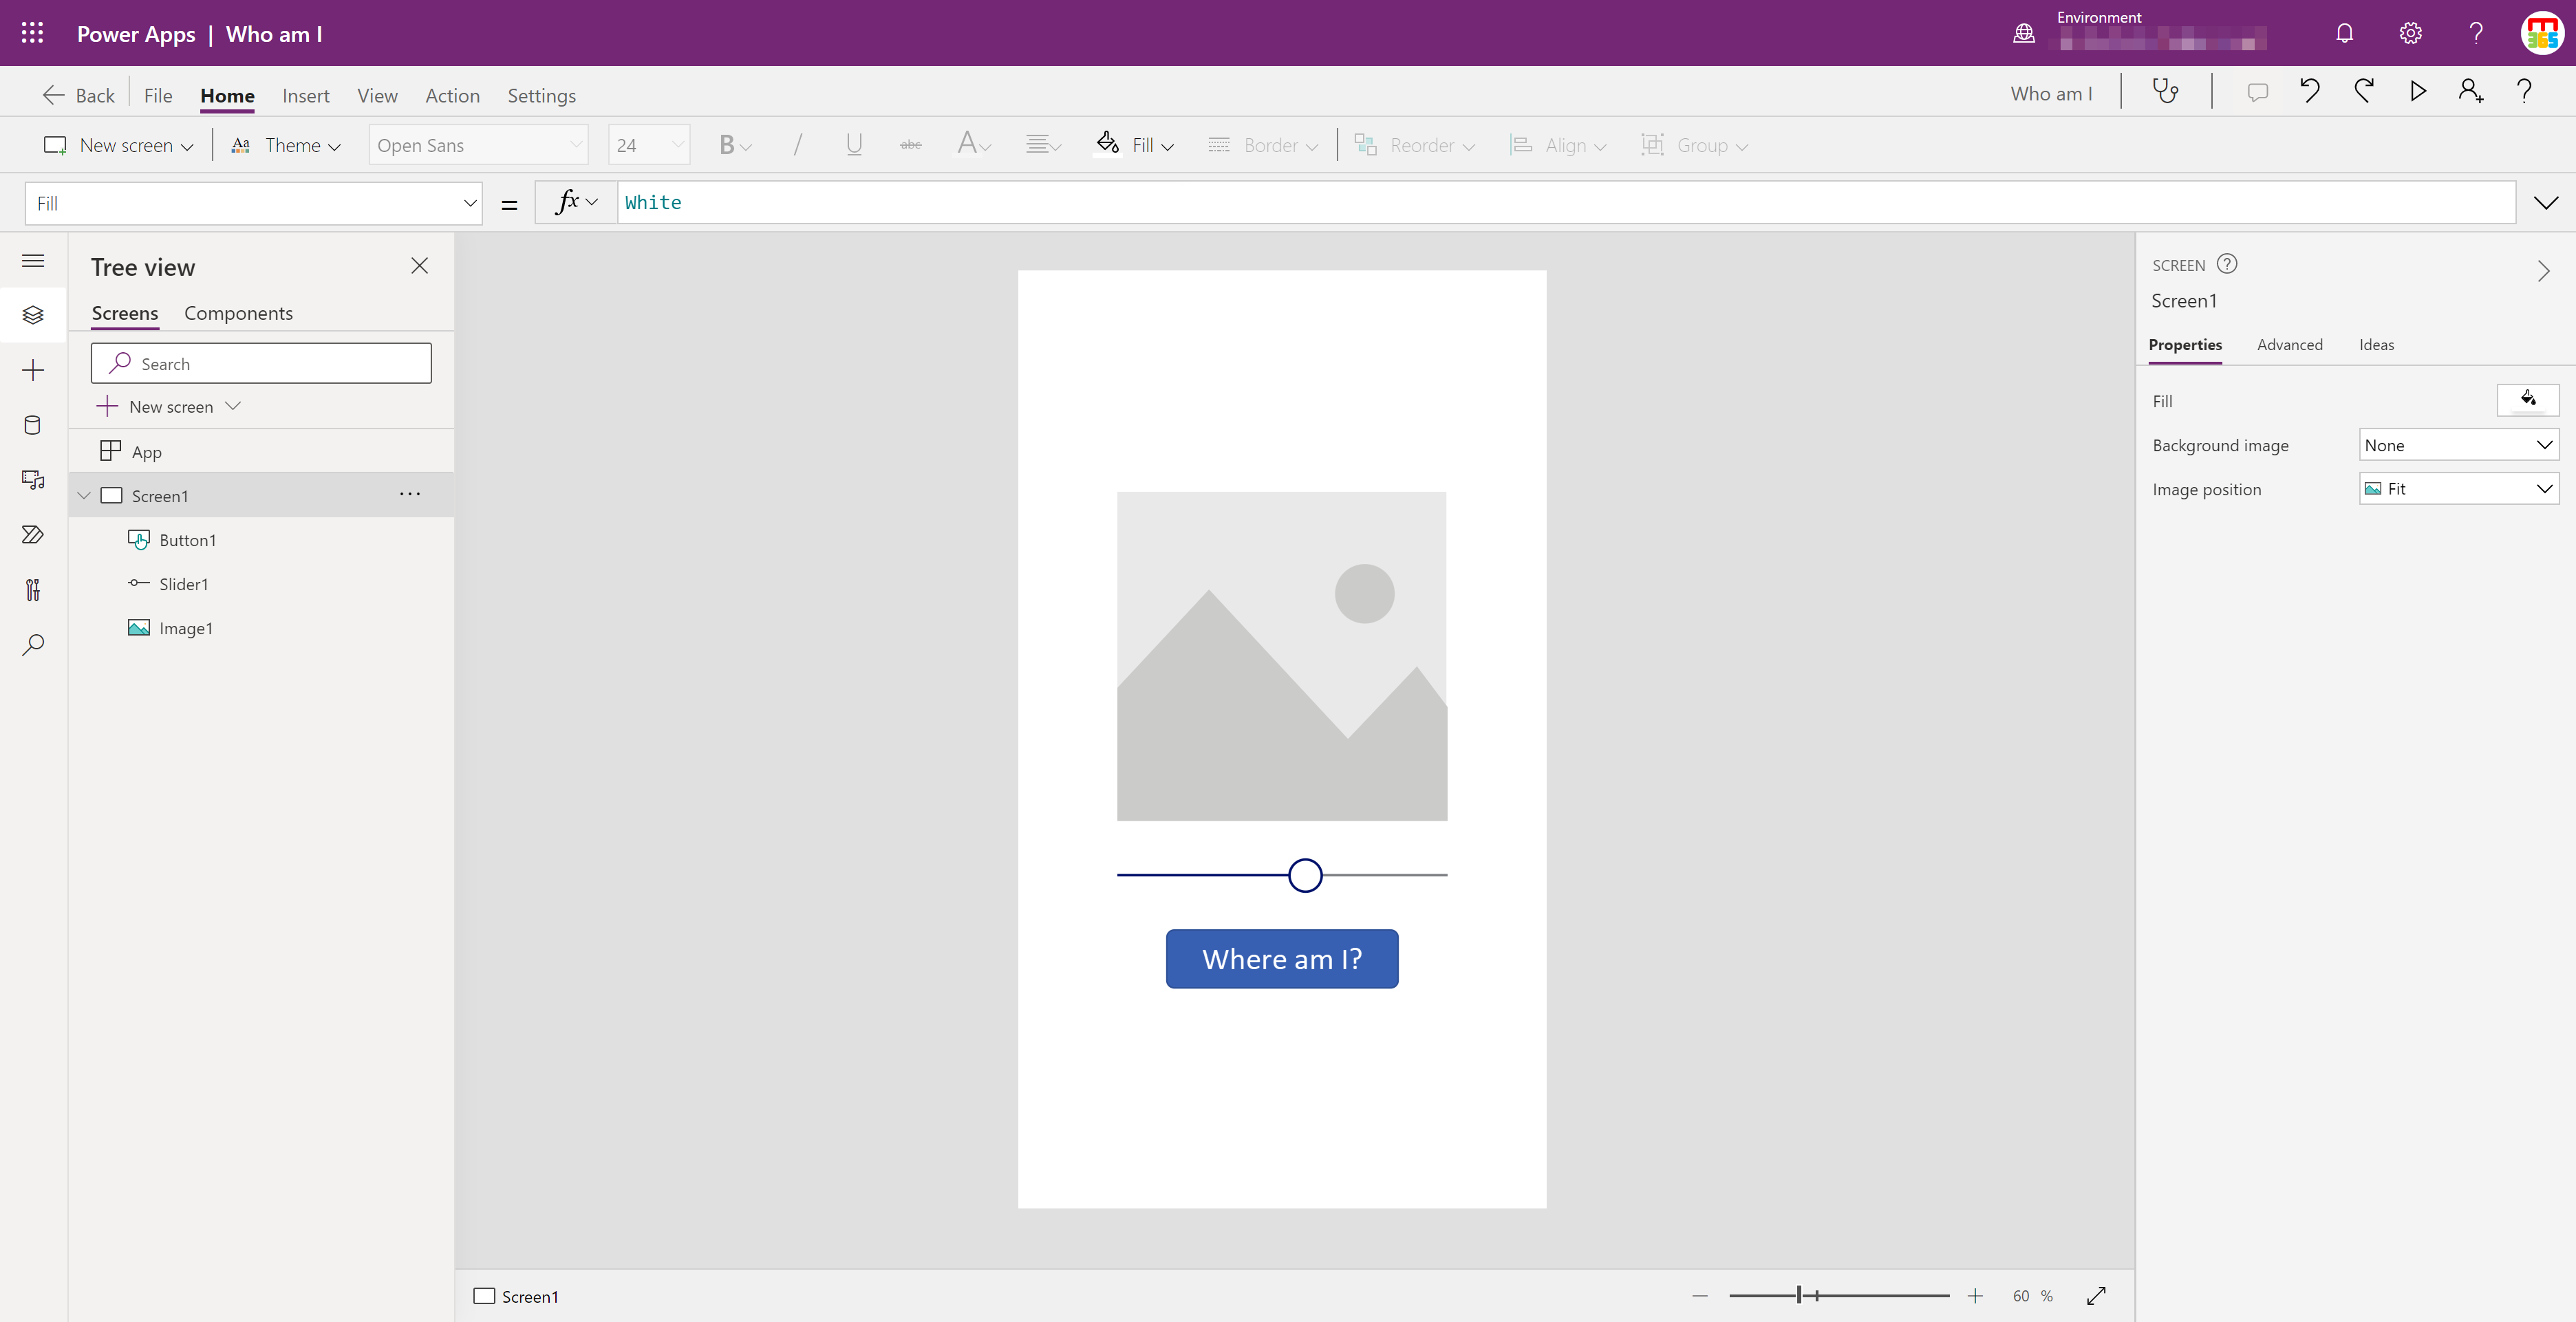 Power Apps | Who am I
Environment
M365
Back File Home Insert View Action Settings
Who am I
New screen Aa Theme Open Sans 24 B / U abc A Fill Border Reorder Align Group
Fill = fx White
Tree view
Screens Components
Search
New screen
App
Screen1 ...
Button1
Slider1
Image1
Where am I?
Screen1
60 %
SCREEN ?
Screen1
Properties Advanced Ideas
Fill
Background image None
Image position Fit